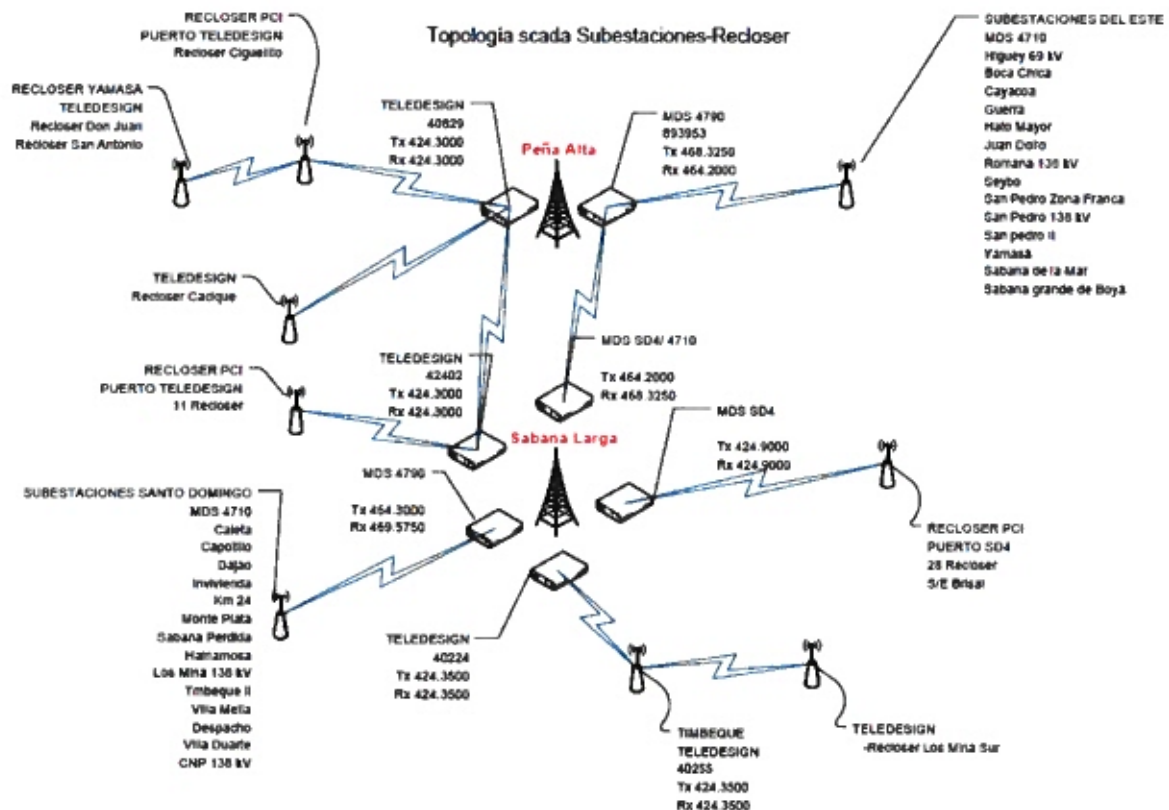 Topología scada Subestaciones-Recloser
RECLOSER PCI
PUERTO TELEDESIGN
Recloser Ciguelillo
RECLOSER YAMASA
TELEDESIGN
Recloser Don Juan
Recloser San Antonio
TELEDESIGN
40829
Tx 424.3000
Rx 424.3000
Peña Alta
MDS 4790
893953
Tx 468.3250
Rx 464.2000
SUBESTACIONES DEL ESTE
MDS 4710
Higuey 69 kV
Boca Chica
Cayacoa
Guerra
Hato Mayor
Juan Dolio
Romana 138 kV
Seybo
San Pedro Zona Franca
San Pedro 138 kV
San pedro II
Yamasá
Sabana de la Mar
Sabana grande de Boyá
TELEDESIGN
Recloser Cacique
RECLOSER PCI
PUERTO TELEDESIGN
11 Recloser
TELEDESIGN
42402
Tx 424.3000
Rx 424.3000
MDS SD4/ 4710
Tx 464.2000
Rx 468.3250
Sabana Larga
MDS SD4
Tx 424.9000
Rx 424.9000
RECLOSER PCI
PUERTO SD4
28 Recloser
S/E Brisal
MDS 4790
Tx 464.3000
Rx 469.5750
SUBESTACIONES SANTO DOMINGO
MDS 4710
Caleta
Capotillo
Dajao
Invivienda
Km 24
Monte Plata
Sabana Perdida
Hainamosa
Los Mina 138 kV
Timbeque II
Villa Mella
Despacho
Villa Duarte
CNP 138 kV
TELEDESIGN
40224
Tx 424.3500
Rx 424.3500
TIMBEQUE
TELEDESIGN
40255
Tx 424.3500
Rx 424.3500
TELEDESIGN
-Recloser Los Mina Sur